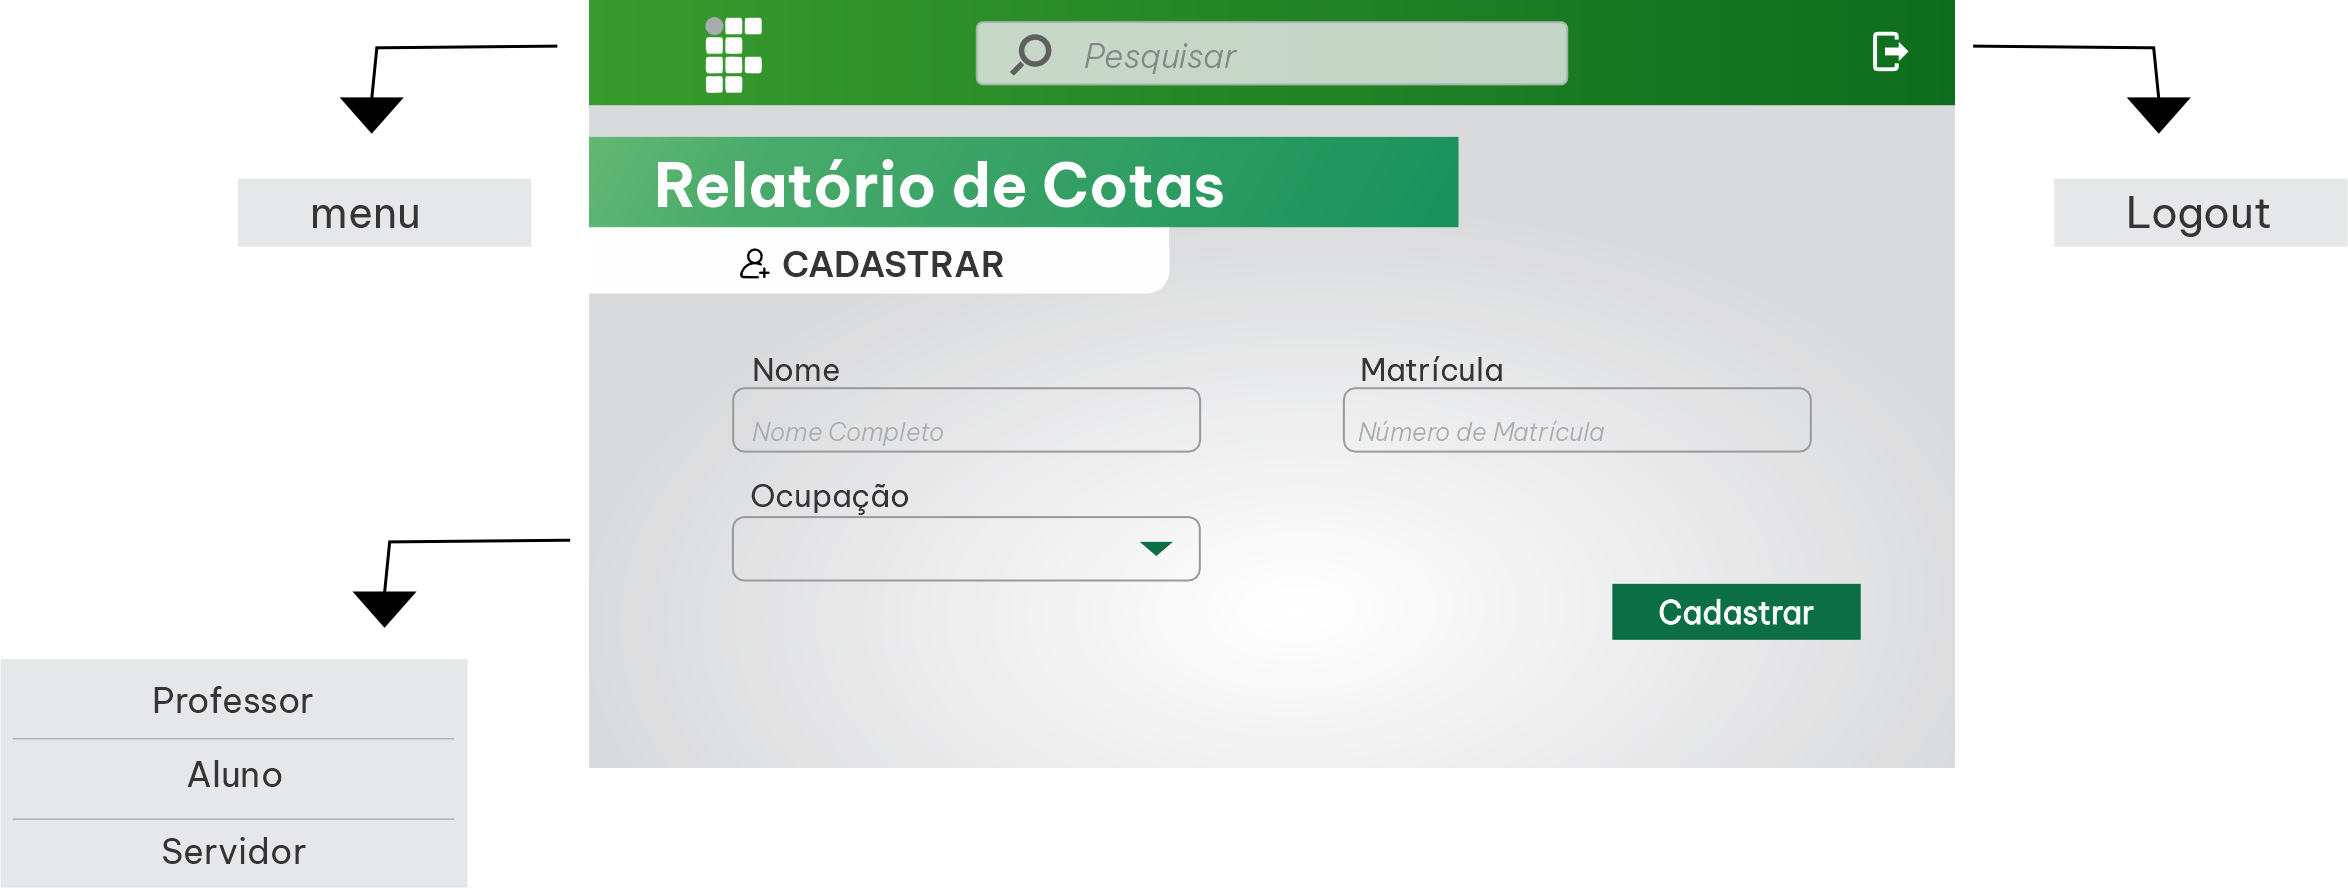 Pesquisar
menu
Logout
Relatório de Cotas
CADASTRAR
Nome
Matrícula
Nome Completo
Número de Matrícula
Ocupação
Cadastrar
Professor
Aluno
Servidor